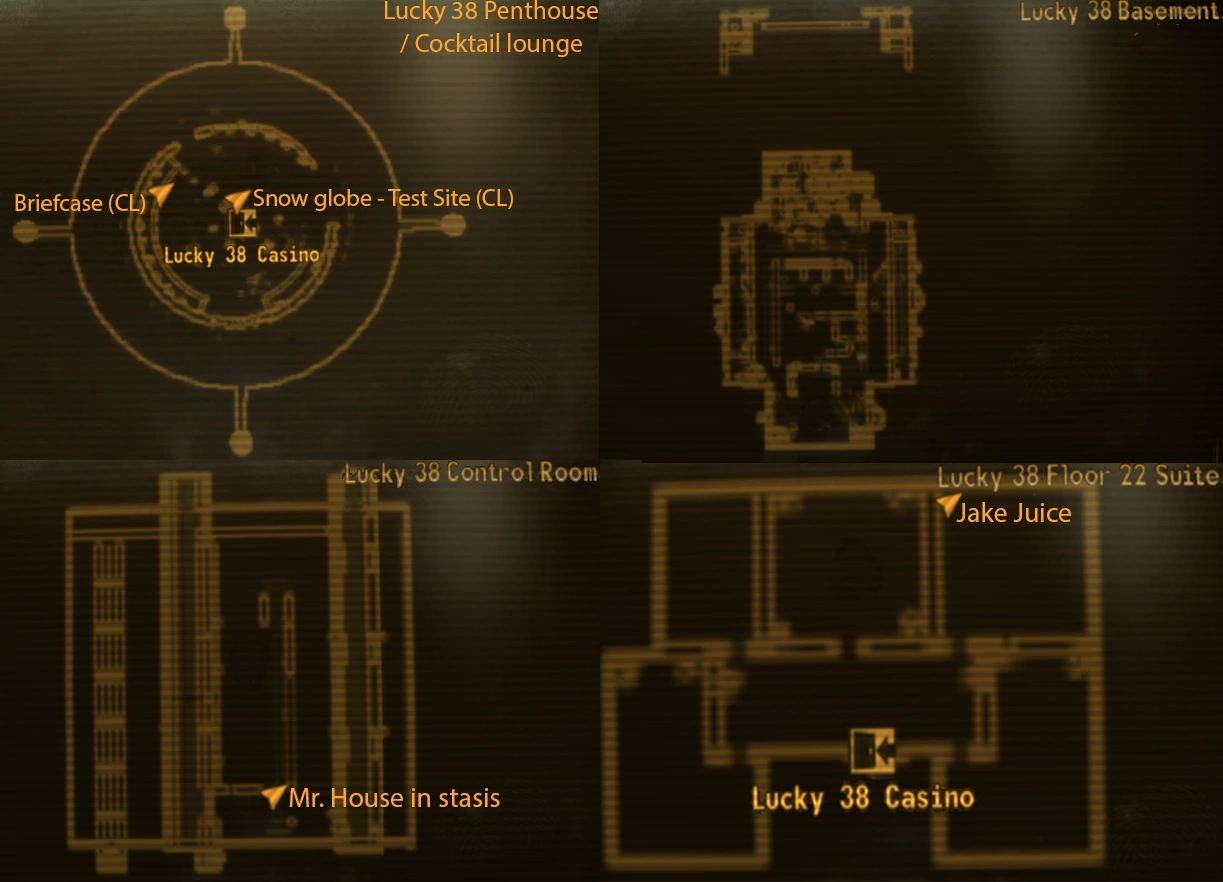 Lucky 38 Penthouse
/ Cocktail lounge
Briefcase (CL)
Snow globe - Test Site (CL)
Lucky 38 Casino
Lucky 38 Basement
Lucky 38 Control Room
Mr. House in stasis
Lucky 38 Floor 22 Suite
Jake Juice
Lucky 38 Casino